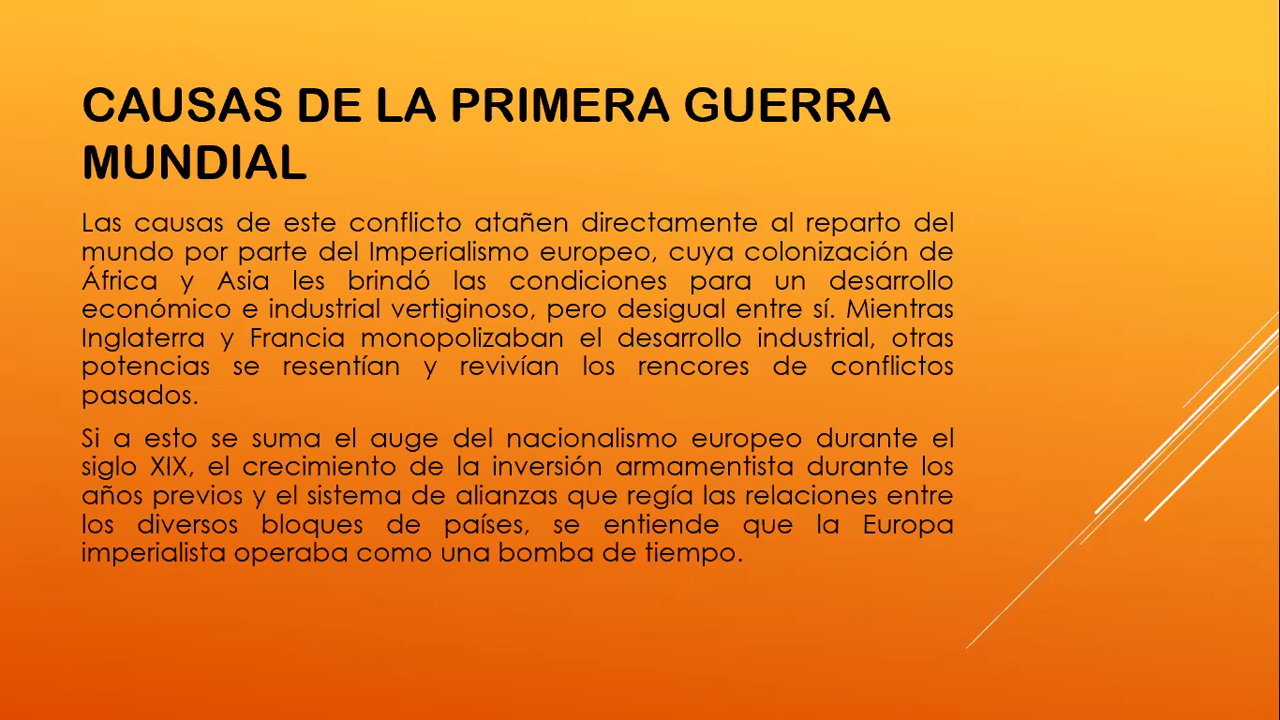 CAUSAS DE LA PRIMERA GUERRA
MUNDIAL
Las causas de este conflicto atañen directamente al reparto del
mundo por parte del Imperialismo europeo, cuya colonización de
África y Asia les brindó las condiciones para un desarrollo
económico e industrial vertiginoso, pero desigual entre sí. Mientras
Inglaterra y Francia monopolizaban el desarrollo industrial, otras
potencias se resentían y revivían los rencores de conflictos
pasados.
Si a esto se suma el auge del nacionalismo europeo durante el
siglo XIX, el crecimiento de la inversión armamentista durante los
años previos y el sistema de alianzas que regía las relaciones entre
los diversos bloques de países, se entiende que la Europa
imperialista operaba como una bomba de tiempo.